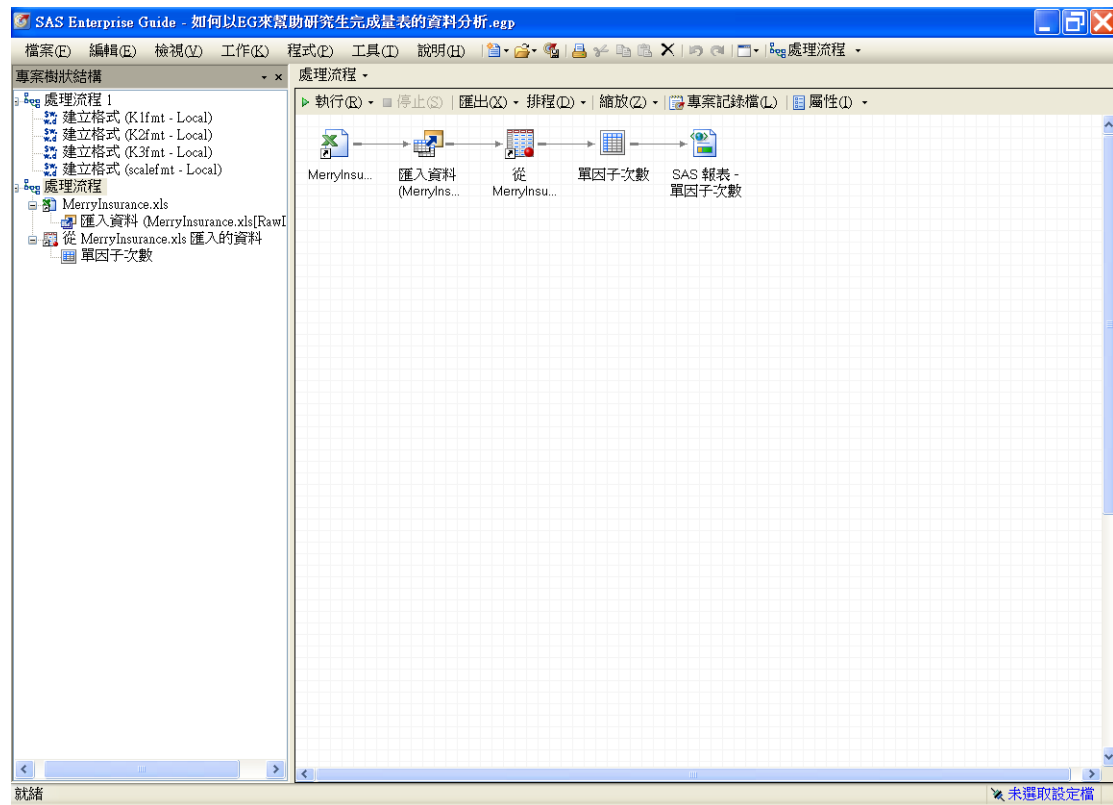 SAS Enterprise Guide - 如何以EG來幫助研究生完成量表的資料分析.egp
檔案(F) 編輯(E) 檢視(V) 工作(K) 程式(P) 工具(T) 說明(H) 處理流程
專案樹狀結構
處理流程
處理流程 1
建立格式 (K1fmt - Local)
建立格式 (K2fmt - Local)
建立格式 (K3fmt - Local)
建立格式 (scalefmt - Local)
處理流程
MerryInsurance.xls
匯入資料 (MerryInsurance.xls[RawI
從 MerryInsurance.xls 匯入的資料
單因子次數
執行(R) 停止(S) 匯出(X) 排程(D) 縮放(Z) 專案記錄檔(L) 屬性(I)
MerryInsu...
匯入資料
(MerryIns...
從
MerryInsu...
單因子次數
SAS 報表 -
單因子次數
就緒
未選取設定檔